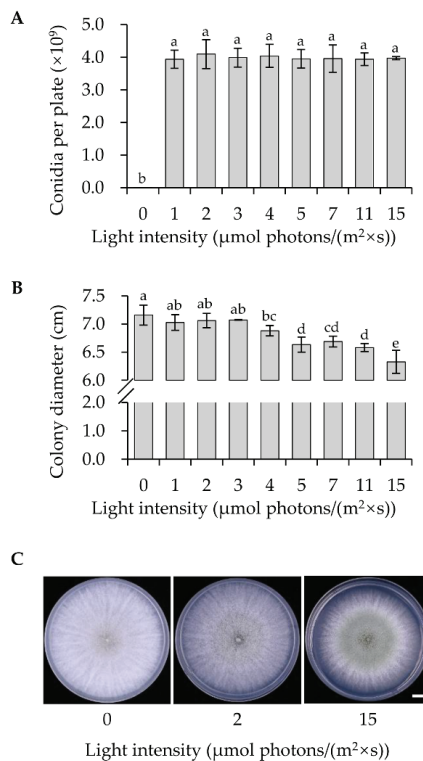 A
Conidia per plate (×10⁹)
5.0
4.0
3.0
2.0
1.0
0.0
b a a a a a a a a
0 1 2 3 4 5 7 11 15
Light intensity (µmol photons/(m²×s))
B
Colony diameter (cm)
7.5
7.0
6.5
6.0
2.0
1.0
0.0
a ab ab ab bc d cd d e
0 1 2 3 4 5 7 11 15
Light intensity (µmol photons/(m²×s))
C
0 2 15
Light intensity (µmol photons/(m²×s))